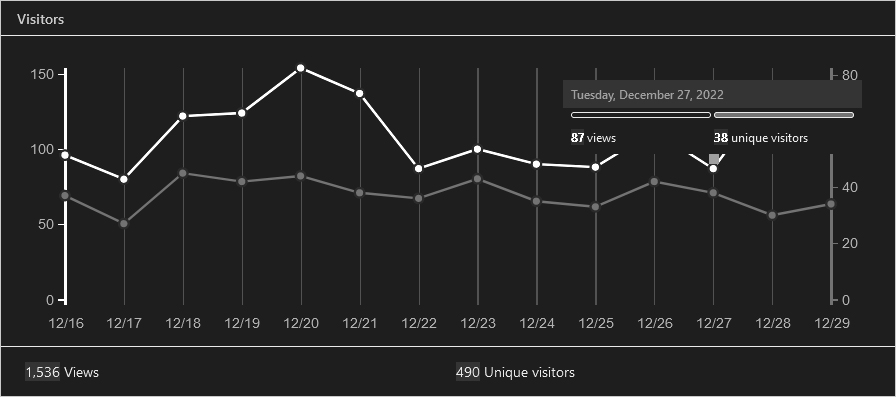 Visitors
150
80
Tuesday, December 27, 2022
87 views
38 unique visitors
100
40
50
20
0
0
12/16 12/17 12/18 12/19 12/20 12/21 12/22 12/23 12/24 12/25 12/26 12/27 12/28 12/29
1,536 Views
490 Unique visitors